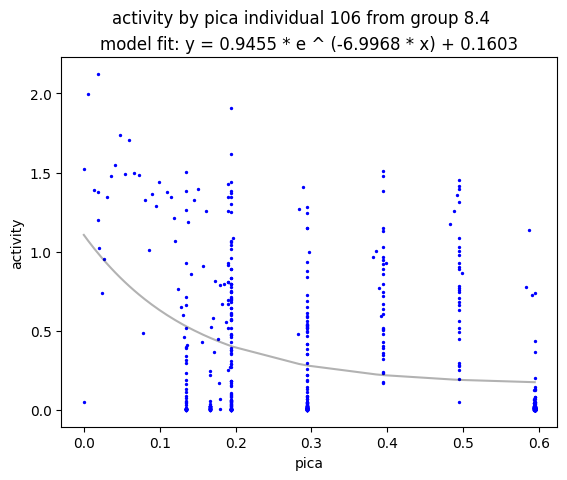 activity by pica individual 106 from group 8.4
model fit: y = 0.9455 * e ^ (-6.9968 * x) + 0.1603
2.0
1.5
1.0
0.5
0.0
activity
0.0 0.1 0.2 0.3 0.4 0.5 0.6
pica